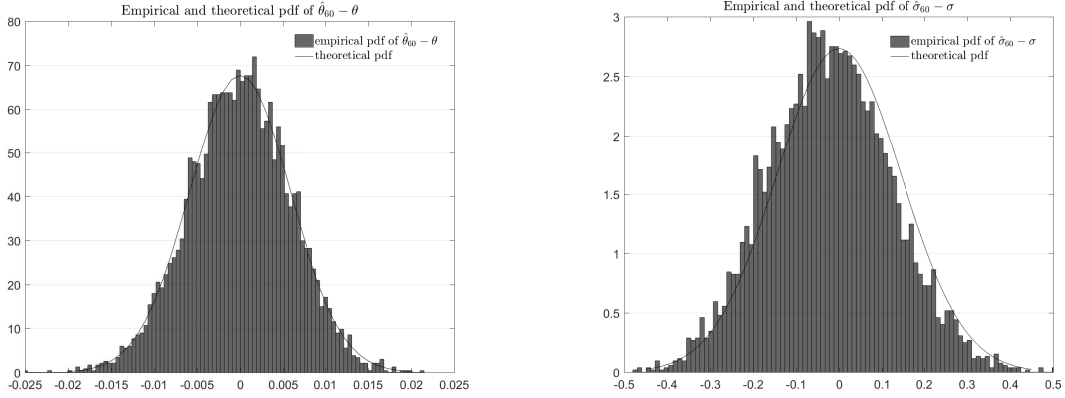 Empirical and theoretical pdf of θ̂₆₀ − θ
80
70
60
50
40
30
20
10
0
-0.025 -0.02 -0.015 -0.01 -0.005 0 0.005 0.01 0.015 0.02 0.025
empirical pdf of θ̂₆₀ − θ
theoretical pdf
Empirical and theoretical pdf of σ̂₆₀ − σ
3
2.5
2
1.5
1
0.5
0
-0.5 -0.4 -0.3 -0.2 -0.1 0 0.1 0.2 0.3 0.4 0.5
empirical pdf of σ̂₆₀ − σ
theoretical pdf